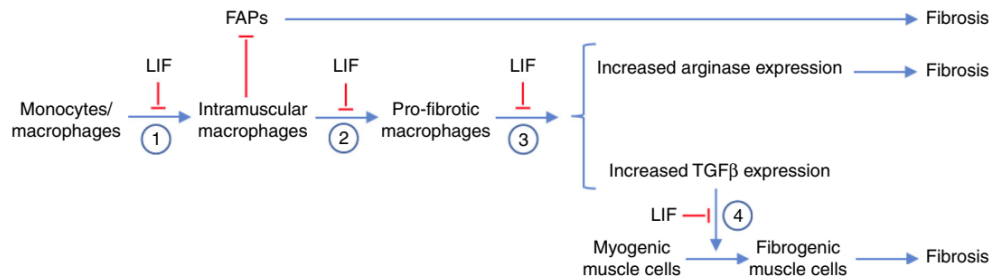 FAPs
Fibrosis
LIF
LIF
LIF
Increased arginase expression
Fibrosis
Monocytes/
macrophages
Intramuscular
macrophages
Pro-fibrotic
macrophages
1
2
3
Increased TGFβ expression
LIF
4
Myogenic
muscle cells
Fibrogenic
muscle cells
Fibrosis